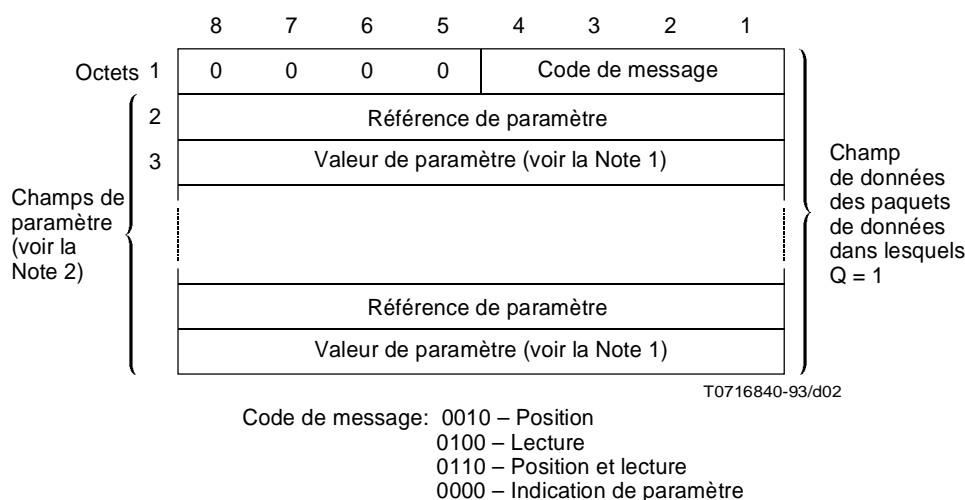 8 7 6 5 4 3 2 1
Octets 1 0 0 0 0 Code de message
2 Référence de paramètre
3 Valeur de paramètre (voir la Note 1)
Champs de
paramètre
(voir la
Note 2)
Champ
de données
des paquets
de données
dans lesquels
Q = 1
Référence de paramètre
Valeur de paramètre (voir la Note 1)
T0716840-93/d02
Code de message: 0010 – Position
0100 – Lecture
0110 – Position et lecture
0000 – Indication de paramètre